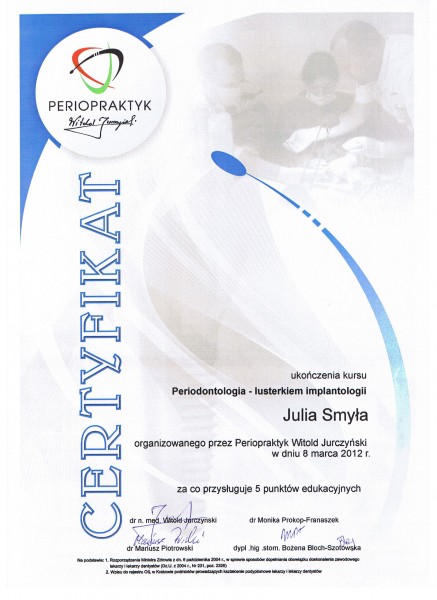 PERIOPRAKTYK
Witold Jurczyński
CERTYFIKAT
ukończenia kursu
Periodontologia - lusterkiem implantologii
Julia Smyła
organizowanego przez Periopraktyk Witold Jurczyński
w dniu 8 marca 2012 r.
za co przysługuje 5 punktów edukacyjnych
dr n. med. Witold Jurczyński
dr Monika Prokop-Franaszek
dr Mariusz Piotrowski
dypl .hig .stom. Bożena Bloch-Szotowska
Na podstawie: 1. Rozporządzenia Ministra Zdrowia z dn. 6 października 2004 r., w sprawie sposobów dopełniania obowiązku doskonalenia zawodowego
lekarzy i lekarzy dentystów (Dz.U. z 2004 r., Nr 231, poz. 2326)
2. Wpisu do rejestru OIL w Krakowie podmiotów prowadzących kształcenie podyplomowe lekarzy i lekarzy dentystów